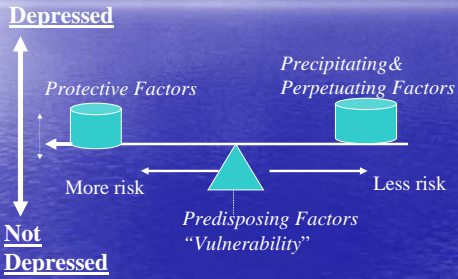 Depressed
Protective Factors
Precipitating&
Perpetuating Factors
More risk
Less risk
Predisposing Factors
“Vulnerability”
Not
Depressed